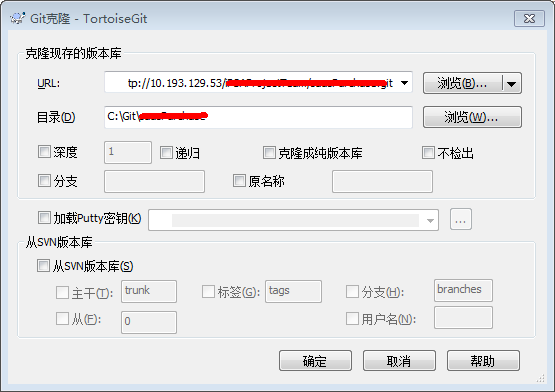 Git克隆 - TortoiseGit
克隆现存的版本库
URL: tp://10.193.129.53/ git 浏览(B)...
目录(D) C:\Git\ 浏览(W)...
深度 1 递归 克隆成纯版本库 不检出
分支 原名称
加载Putty密钥(K) ...
从SVN版本库
从SVN版本库(S)
主干(T): trunk 标签(G): tags 分支(H): branches
从(F): 0 用户名(N):
确定 取消 帮助